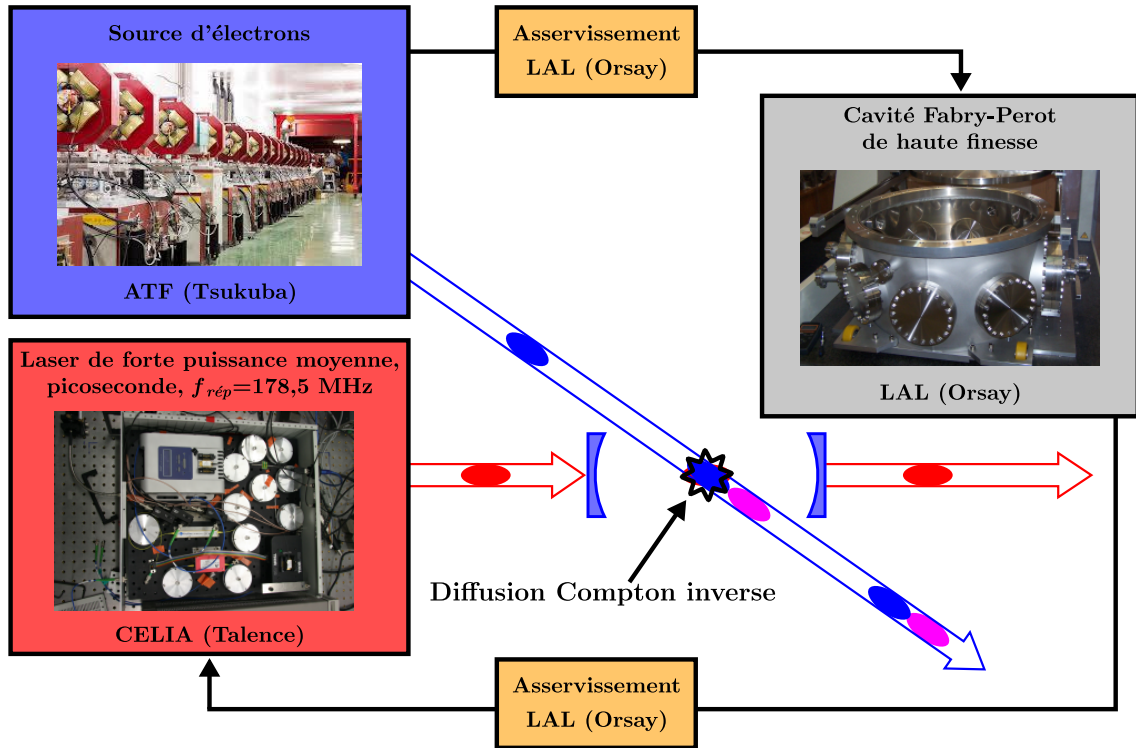 Source d'électrons
ATF (Tsukuba)
Asservissement
LAL (Orsay)
Cavité Fabry-Perot
de haute finesse
LAL (Orsay)
Laser de forte puissance moyenne,
picoseconde, f_rép=178,5 MHz
CELIA (Talence)
Diffusion Compton inverse
Asservissement
LAL (Orsay)